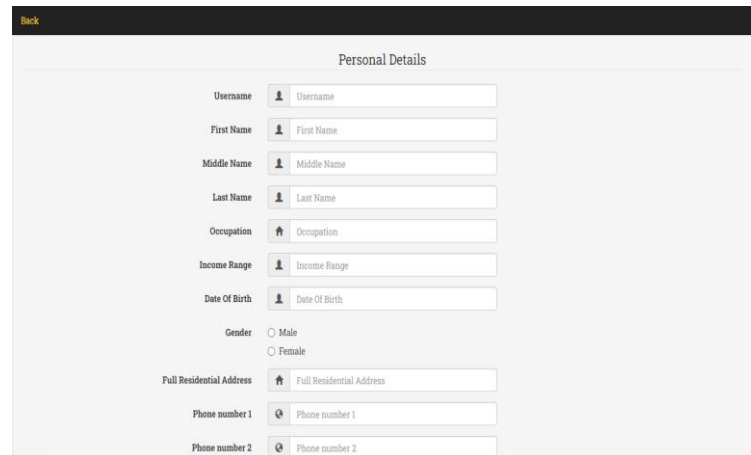 Back
Personal Details
Username Username
First Name First Name
Middle Name Middle Name
Last Name Last Name
Occupation Occupation
Income Range Income Range
Date Of Birth Date Of Birth
Gender Male
Female
Full Residential Address Full Residential Address
Phone number 1 Phone number 1
Phone number 2 Phone number 2